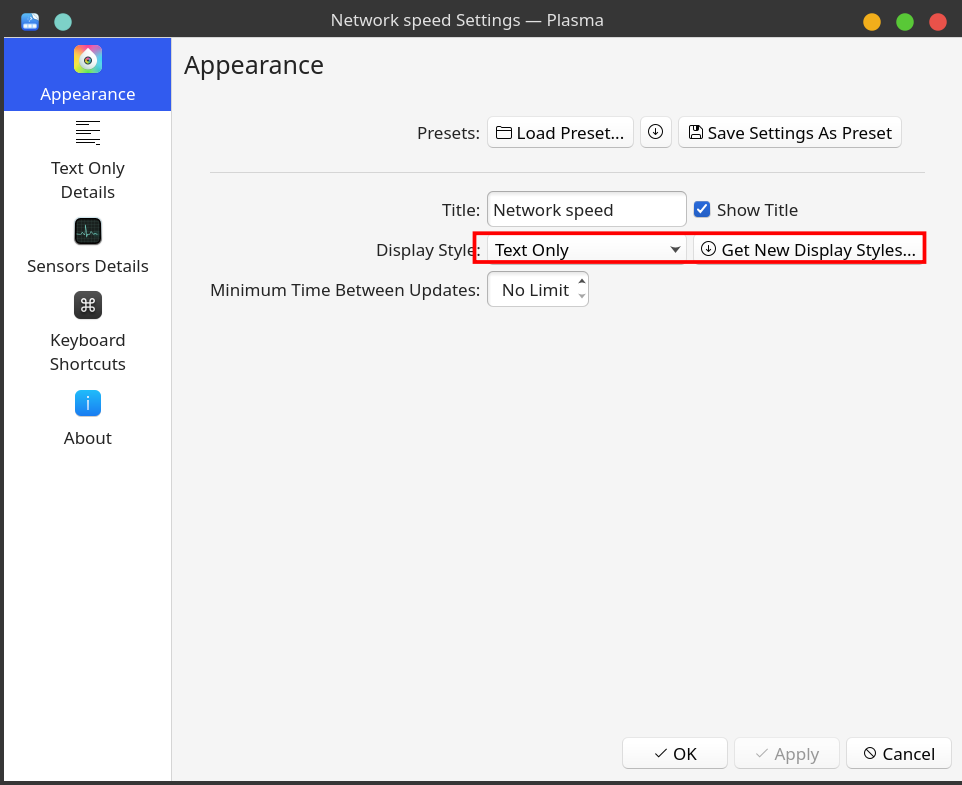 Network speed Settings — Plasma
Appearance
Text Only
Details
Sensors Details
Keyboard
Shortcuts
About
Appearance
Presets: Load Preset... Save Settings As Preset
Title: Network speed Show Title
Display Style: Text Only Get New Display Styles...
Minimum Time Between Updates: No Limit
OK Apply Cancel